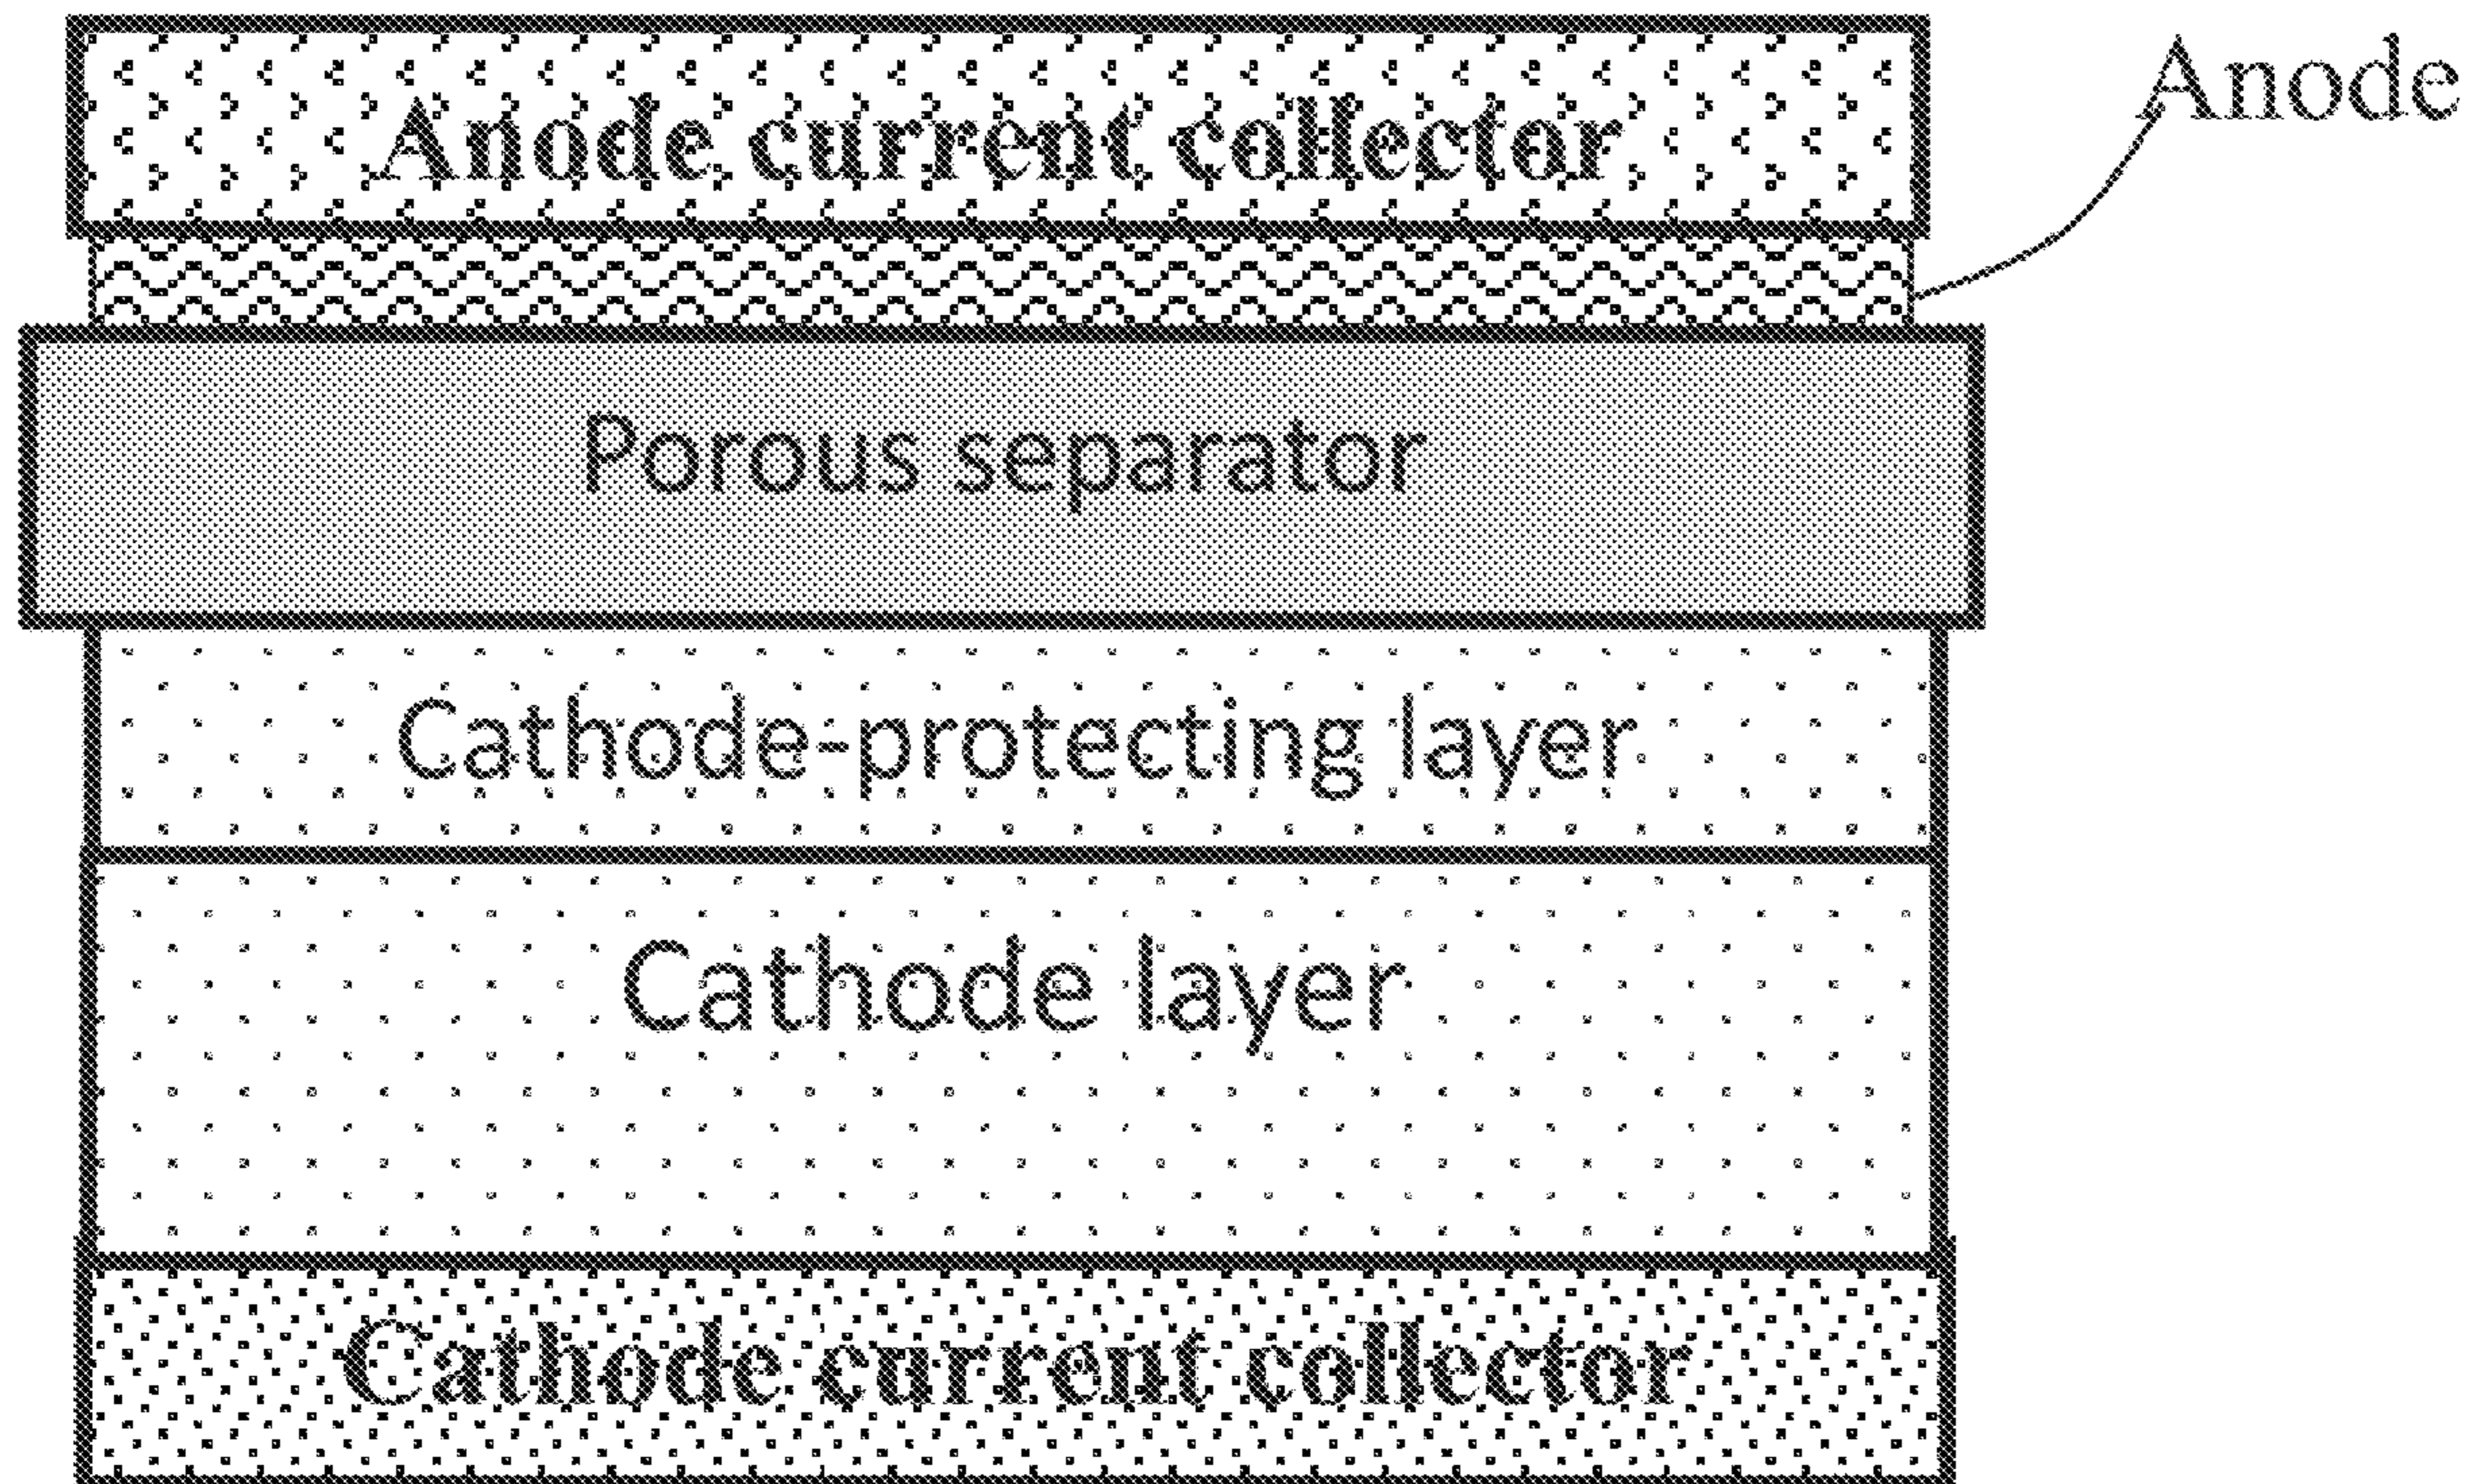 Anode current collector
Anode
Porous separator
Cathode-protecting layer
Cathode layer
Cathode current collector